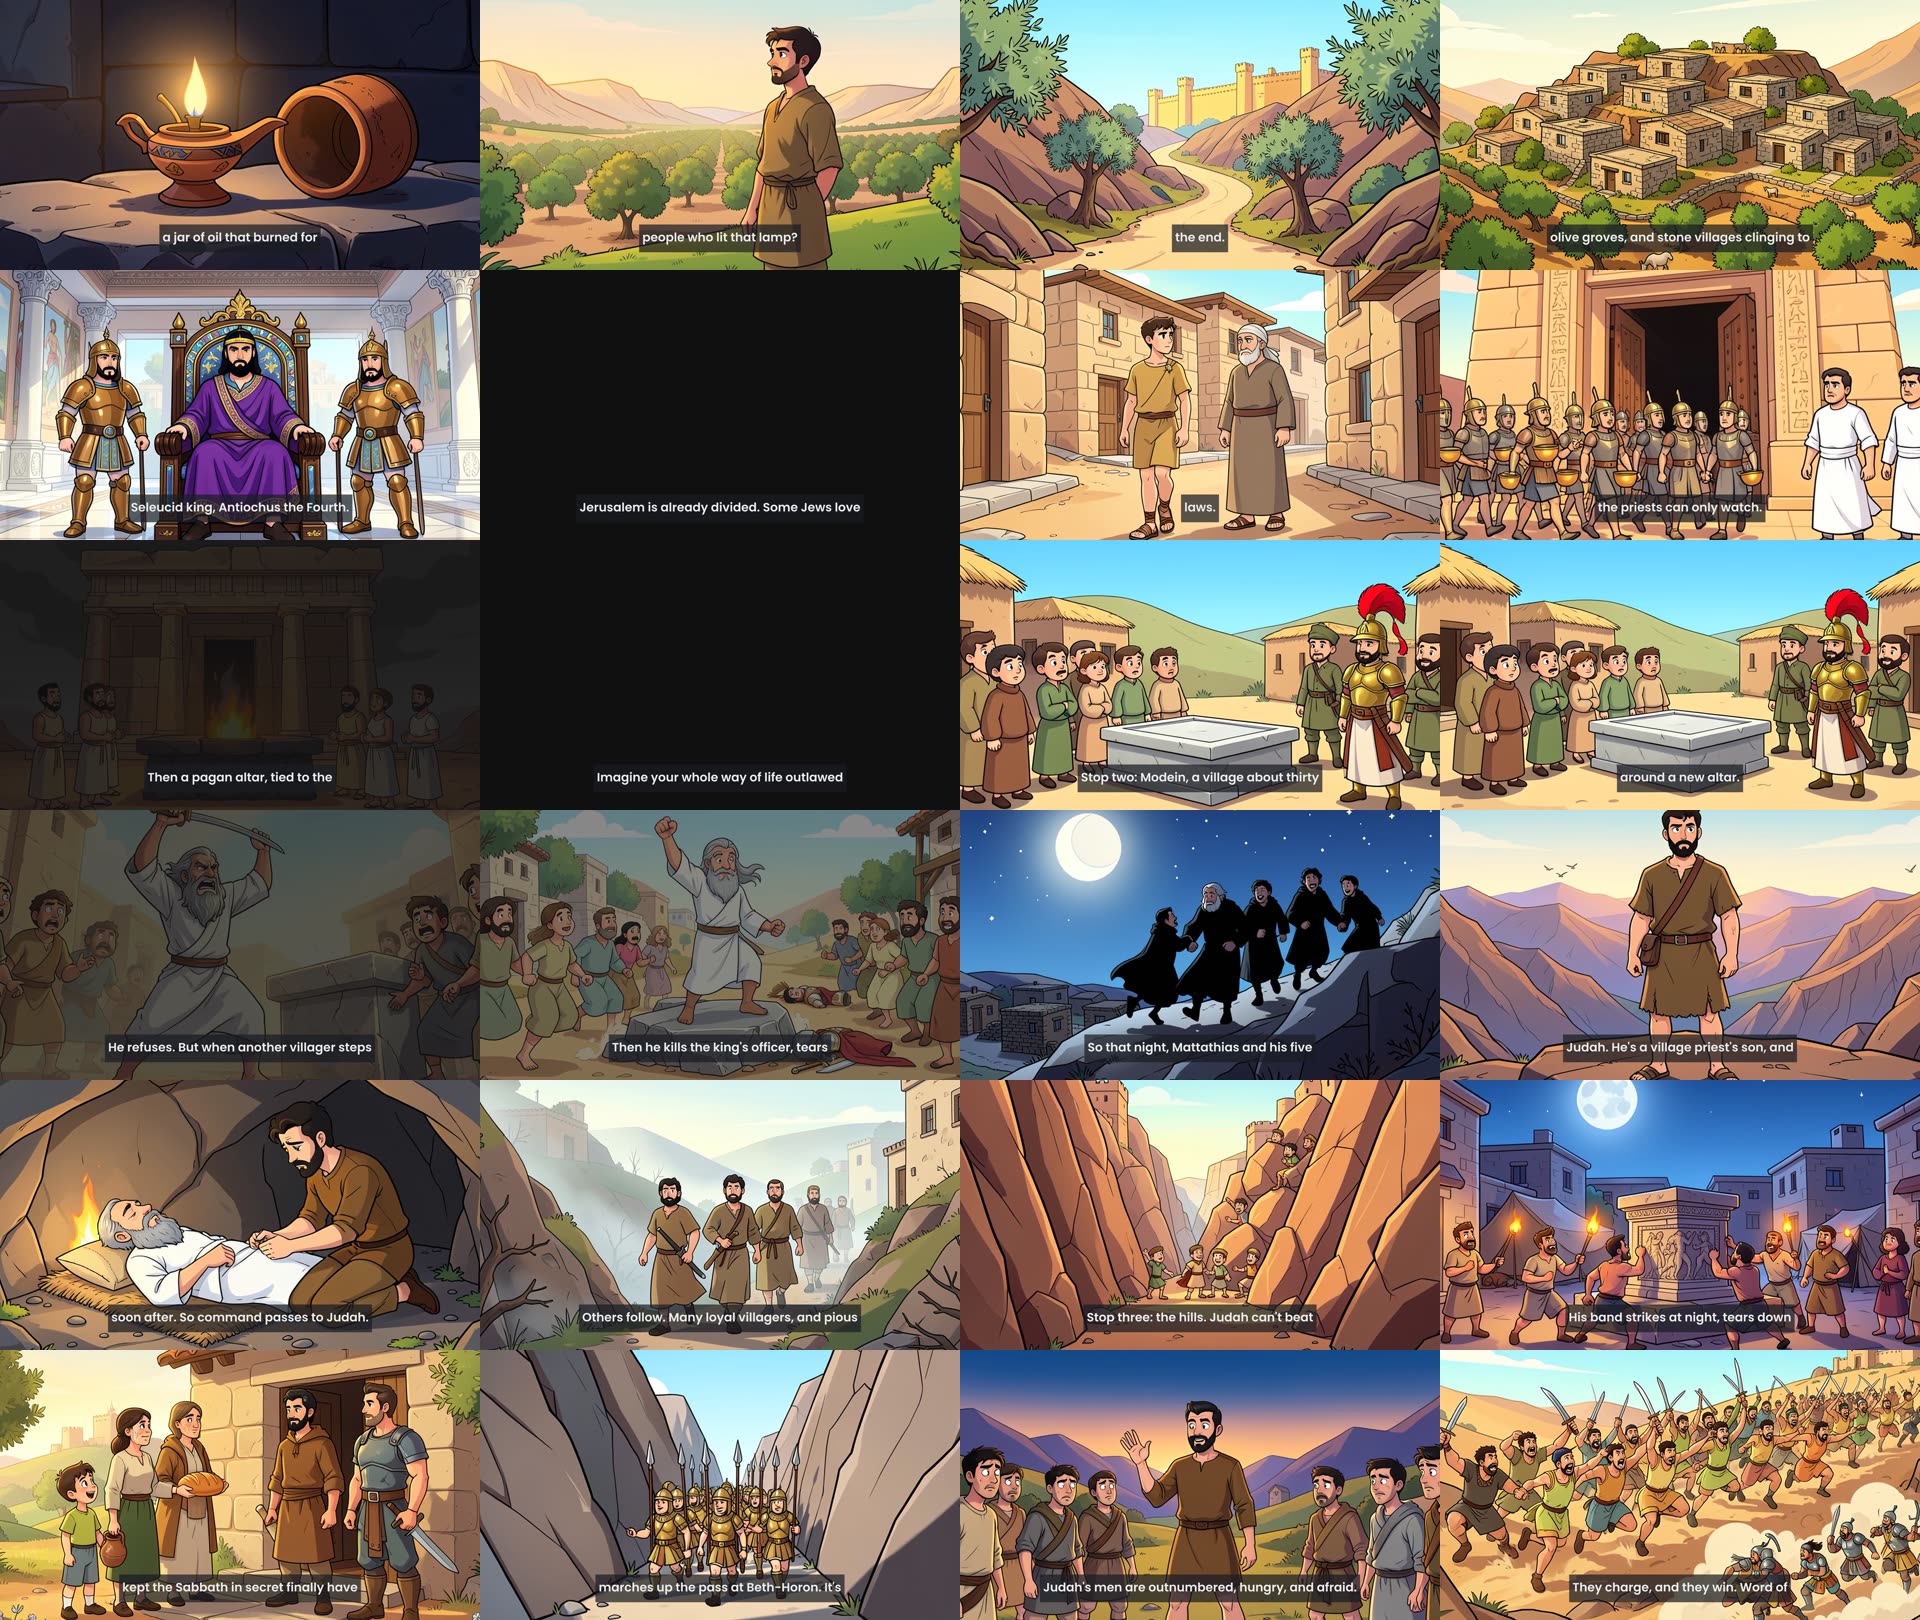 a jar of oil that burned for
people who lit that lamp?
the end.
olive groves, and stone villages clinging to
Seleucid king, Antiochus the Fourth.
Jerusalem is already divided. Some Jews love
laws.
the priests can only watch.
Then a pagan altar, tied to the
Imagine your whole way of life outlawed
Stop two: Modein, a village about thirty
around a new altar.
He refuses. But when another villager steps
Then he kills the king's officer, tears
So that night, Mattathias and his five
Judah. He's a village priest's son, and
soon after. So command passes to Judah.
Others follow. Many loyal villagers, and pious
Stop three: the hills. Judah can't beat
His band strikes at night, tears down
kept the Sabbath in secret finally have
marches up the pass at Beth-Horon. It's
Judah's men are outnumbered, hungry, and afraid.
They charge, and they win. Word of